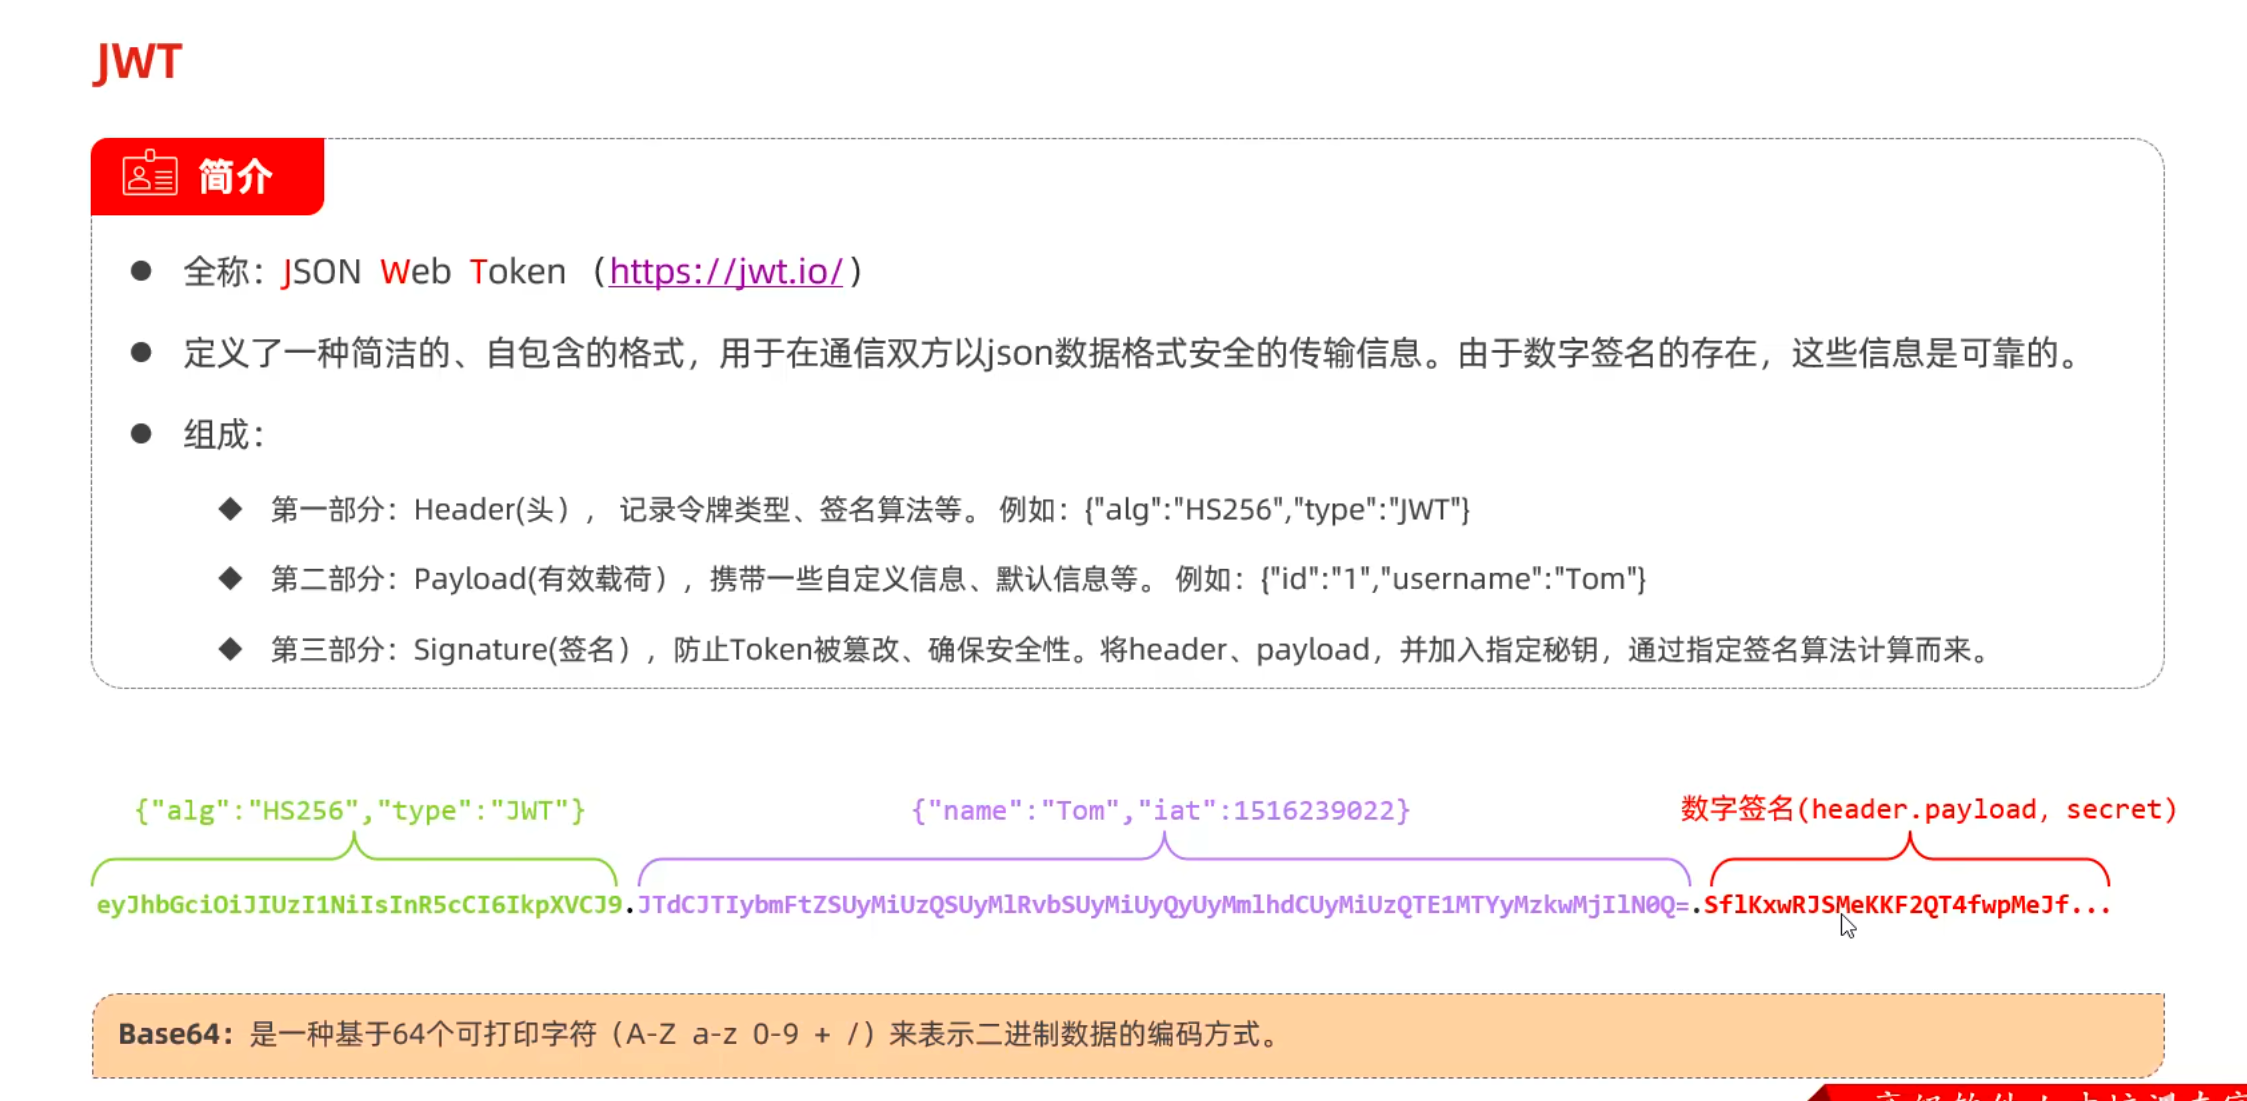 JWT
简介
全称：JSON Web Token（https://jwt.io/）
定义了一种简洁的、自包含的格式，用于在通信双方以json数据格式安全的传输信息。由于数字签名的存在，这些信息是可靠的。
组成：
第一部分：Header(头）， 记录令牌类型、签名算法等。 例如：{"alg":"HS256","type":"JWT"}
第二部分：Payload(有效载荷），携带一些自定义信息、默认信息等。 例如：{"id":"1","username":"Tom"}
第三部分：Signature(签名），防止Token被篡改、确保安全性。将header、payload，并加入指定秘钥，通过指定签名算法计算而来。
{"alg":"HS256","type":"JWT"} {"name":"Tom","iat":1516239022} 数字签名(header.payload, secret)
eyJhbGciOiJIUzI1NiIsInR5cCI6IkpXVCJ9.JTdCJTIybmFtZSUyMiUzQSUyMlRvbSUyMiUyQyUyMmlhdCUyMiUzQTE1MTYyMzkwMjIlN0Q=.SflKxwRJSMeKKF2QT4fwpMeJf...
Base64：是一种基于64个可打印字符（A-Z a-z 0-9 + /）来表示二进制数据的编码方式。